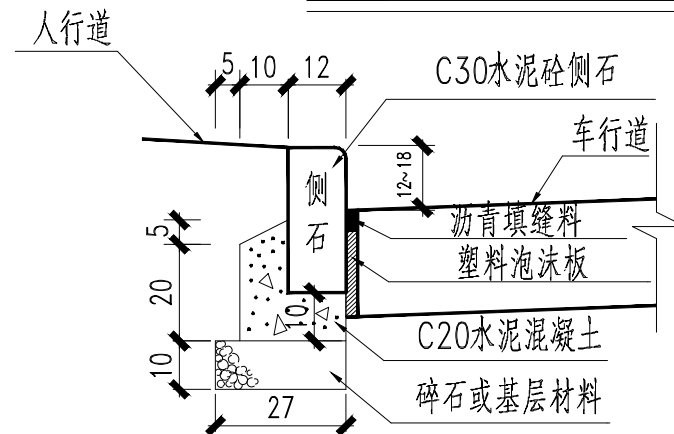 人行道
5 10 12
C30水泥砼侧石
车行道
12~18
侧石
沥青填缝料
塑料泡沫板
5
20
10
10
C20水泥混凝土
碎石或基层材料
27